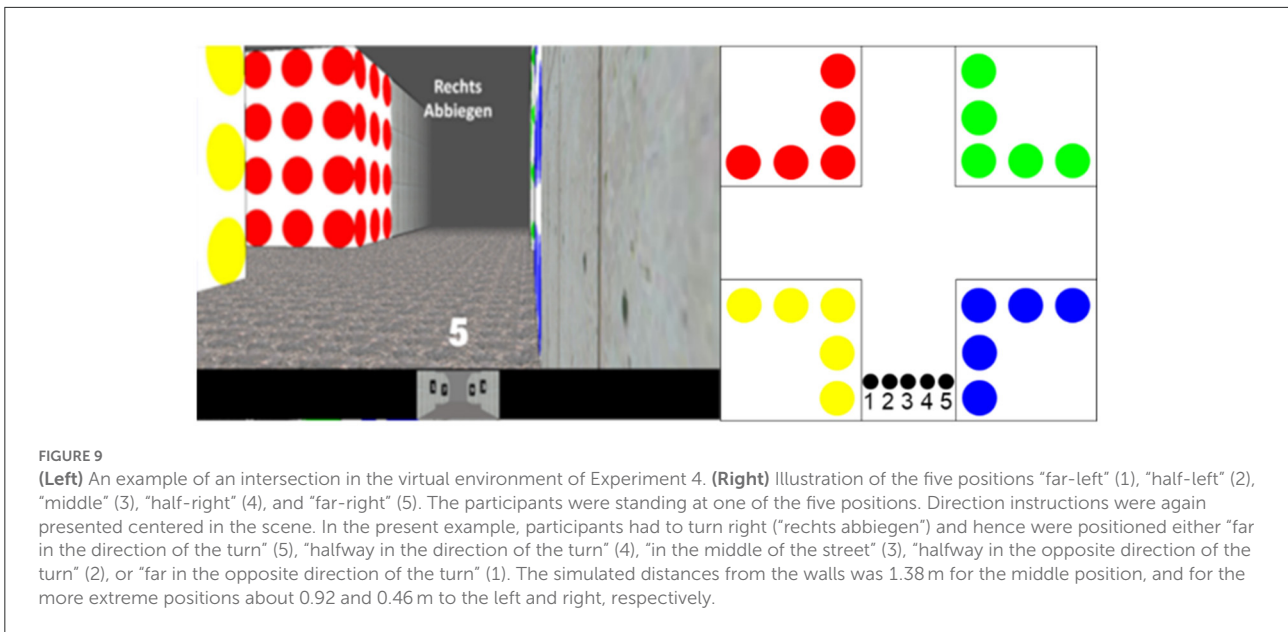 Rechts
Abbiegen
5
1 2 3 4 5
FIGURE 9
(Left) An example of an intersection in the virtual environment of Experiment 4. (Right) Illustration of the five positions “far-left” (1), “half-left” (2),
“middle” (3), “half-right” (4), and “far-right” (5). The participants were standing at one of the five positions. Direction instructions were again
presented centered in the scene. In the present example, participants had to turn right (“rechts abbiegen”) and hence were positioned either “far
in the direction of the turn” (5), “halfway in the direction of the turn” (4), “in the middle of the street” (3), “halfway in the opposite direction of the
turn” (2), or “far in the opposite direction of the turn” (1). The simulated distances from the walls was 1.38 m for the middle position, and for the
more extreme positions about 0.92 and 0.46 m to the left and right, respectively.